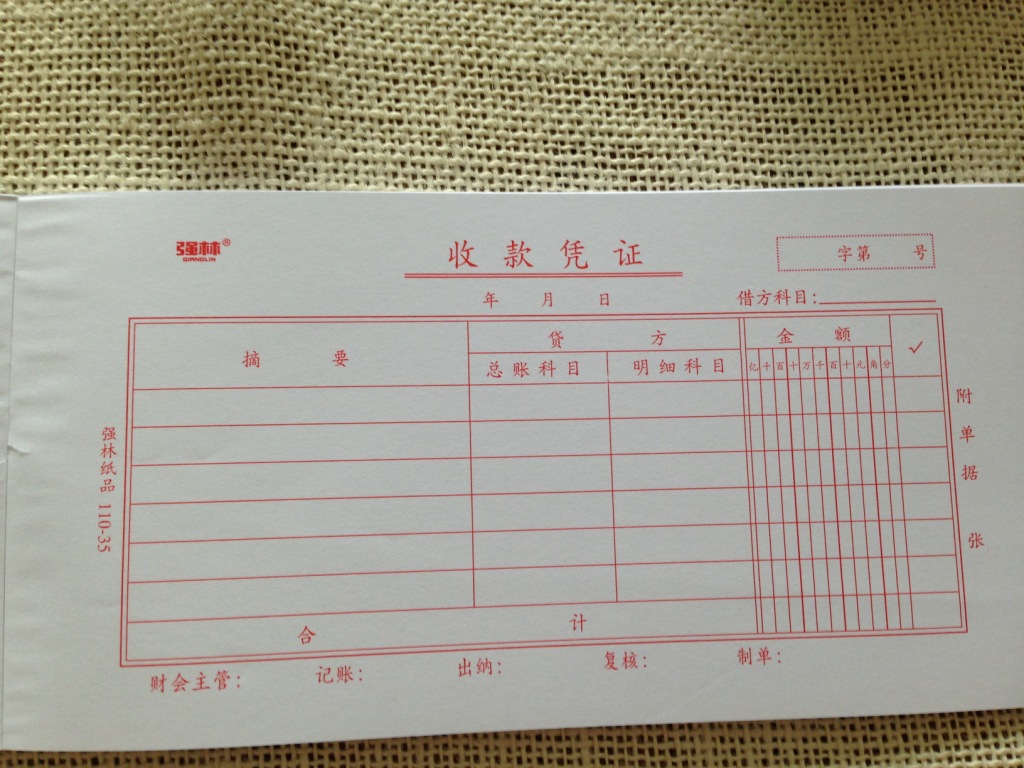 强林®
QIANGLIN
收款凭证
字第 号
年 月 日
借方科目:
摘要
贷方
金额
✓
总账科目
明细科目
亿千百十万千百十元角分
附单据 张
强林纸品 110-35
合计
财会主管:
记账:
出纳:
复核:
制单: